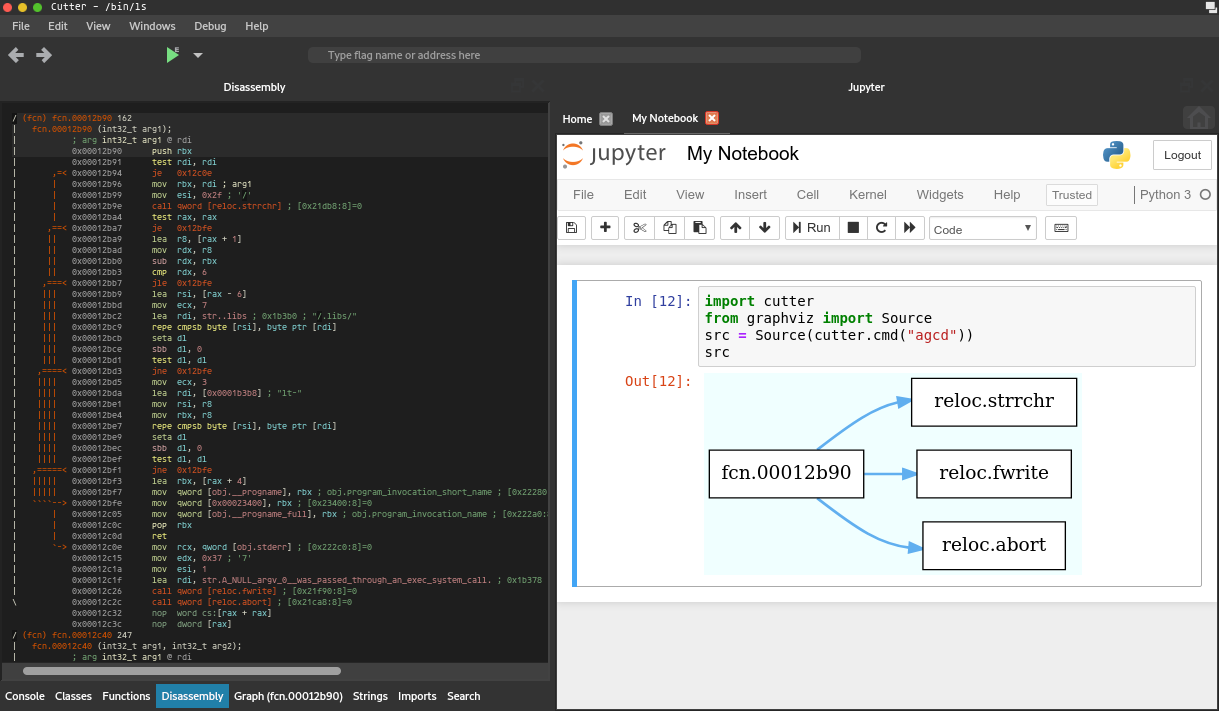 Cutter – /bin/ls
File Edit View Windows Debug Help
E
Type flag name or address here
Disassembly
/ (fcn) fcn.00012b90 162
| fcn.00012b90 (int32_t arg1);
| ; arg int32_t arg1 @ rdi
| 0x00012b90 push rbx
| 0x00012b91 test rdi, rdi
| ,=< 0x00012b94 je 0x12c0e
| | 0x00012b96 mov rbx, rdi ; arg1
| | 0x00012b99 mov esi, 0x2f ; '/'
| | 0x00012b9e call qword [reloc.strrchr] ; [0x21db8:8]=0
| | 0x00012ba4 test rax, rax
| ,==< 0x00012ba7 je 0x12bfe
| || 0x00012ba9 lea r8, [rax + 1]
| || 0x00012bad mov rdx, r8
| || 0x00012bb0 sub rdx, rbx
| || 0x00012bb3 cmp rdx, 6
| ,===< 0x00012bb7 jle 0x12bfe
| ||| 0x00012bb9 lea rsi, [rax - 6]
| ||| 0x00012bbd mov ecx, 7
| ||| 0x00012bc2 lea rdi, str..libs ; 0x1b3b0 ; "/.libs/"
| ||| 0x00012bc9 repe cmpsb byte [rsi], byte ptr [rdi]
| ||| 0x00012bcb seta dl
| ||| 0x00012bce sbb dl, 0
| ||| 0x00012bd1 test dl, dl
| ,====< 0x00012bd3 jne 0x12bfe
| |||| 0x00012bd5 mov ecx, 3
| |||| 0x00012bda lea rdi, [0x0001b3b8] ; "lt-"
| |||| 0x00012be1 mov rsi, r8
| |||| 0x00012be4 mov rbx, r8
| |||| 0x00012be7 repe cmpsb byte [rsi], byte ptr [rdi]
| |||| 0x00012be9 seta dl
| |||| 0x00012bec sbb dl, 0
| |||| 0x00012bef test dl, dl
| ,=====< 0x00012bf1 jne 0x12bfe
| ||||| 0x00012bf3 lea rbx, [rax + 4]
| ||||| 0x00012bf7 mov qword [obj.__progname], rbx ; obj.program_invocation_short_name ; [0x22280
| ````--> 0x00012bfe mov qword [0x00023400], rbx ; [0x23400:8]=0
| | 0x00012c05 mov qword [obj.__progname_full], rbx ; obj.program_invocation_name ; [0x222a0:8
| | 0x00012c0c pop rbx
| | 0x00012c0d ret
| `-> 0x00012c0e mov rcx, qword [obj.stderr] ; [0x222c0:8]=0
| 0x00012c15 mov edx, 0x37 ; '7'
| 0x00012c1a mov esi, 1
| 0x00012c1f lea rdi, str.A_NULL_argv_0__was_passed_through_an_exec_system_call. ; 0x1b378
| 0x00012c26 call qword [reloc.fwrite] ; [0x21f90:8]=0
\ 0x00012c2c call qword [reloc.abort] ; [0x21ca8:8]=0
0x00012c32 nop word cs:[rax + rax]
0x00012c3c nop dword [rax]
/ (fcn) fcn.00012c40 247
| fcn.00012c40 (int32_t arg1, int32_t arg2);
| ; arg int32_t arg1 @ rdi
Console Classes Functions Disassembly Graph (fcn.00012b90) Strings Imports Search
Jupyter
Home My Notebook
jupyter My Notebook Logout
File Edit View Insert Cell Kernel Widgets Help Trusted Python 3
Run Code
In [12]: import cutter
from graphviz import Source
src = Source(cutter.cmd("agcd"))
src
Out[12]:
reloc.strrchr
fcn.00012b90 reloc.fwrite
reloc.abort